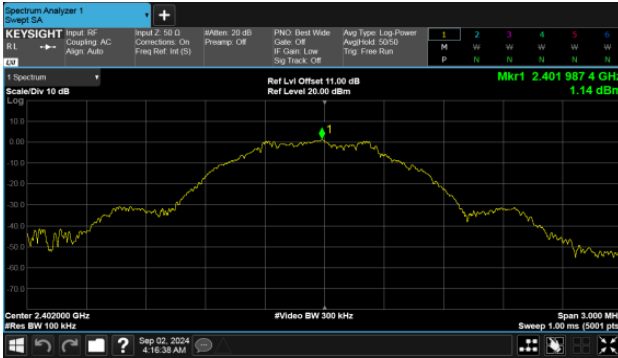 Spectrum Analyzer 1
Swept SA
+
KEYSIGHT
RL
LXI
Input: RF
Coupling: AC
Align: Auto
Input Z: 50 Ω
Corrections: On
Freq Ref: Int (S)
#Atten: 20 dB
Preamp: Off
PNO: Best Wide
Gate: Off
IF Gain: Low
Sig Track: Off
Avg Type: Log-Power
Avg|Hold: 50/50
Trig: Free Run
1 2 3 4 5 6
M W W W W W
P N N N N N
1 Spectrum
Scale/Div 10 dB
Ref Lvl Offset 11.00 dB
Ref Level 20.00 dBm
Mkr1 2.401 987 4 GHz
1.14 dBm
Log
10.0
0.00
-10.0
-20.0
-30.0
-40.0
-50.0
-60.0
-70.0
1
Center 2.402000 GHz
#Res BW 100 kHz
#Video BW 300 kHz
Span 3.000 MH
Sweep 1.00 ms (5001 pts
?
Sep 02, 2024
4:16:38 AM